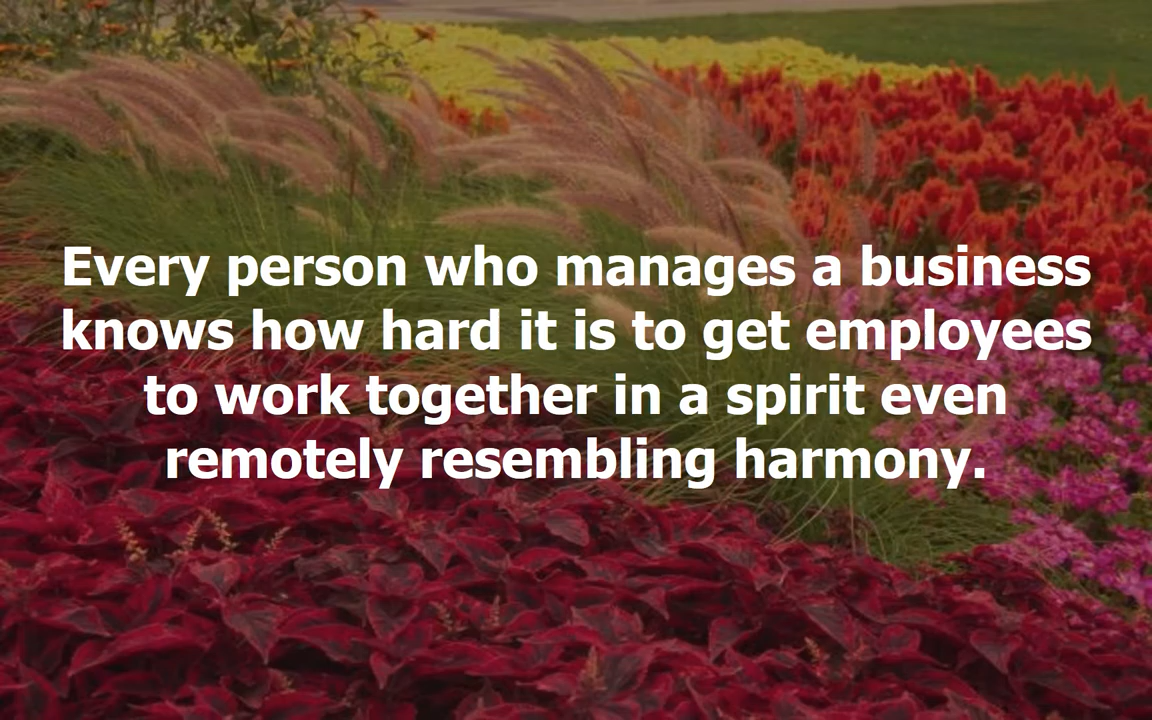 Every person who manages a business
knows how hard it is to get employees
to work together in a spirit even
remotely resembling harmony.